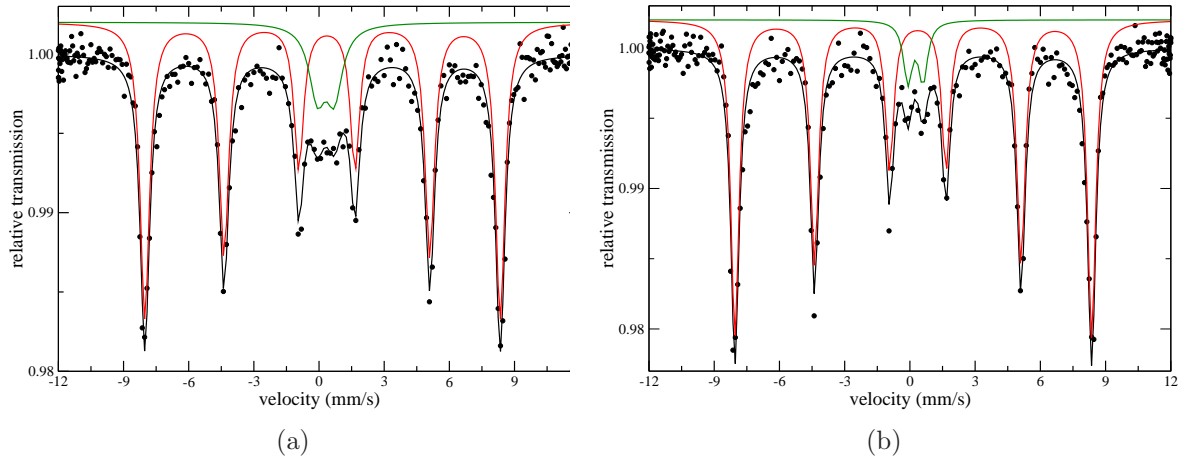 1.00
0.99
0.98
relative transmission
-12 -9 -6 -3 0 3 6 9
velocity (mm/s)
(a)
1.00
0.99
0.98
relative transmission
-12 -9 -6 -3 0 3 6 9 12
velocity (mm/s)
(b)